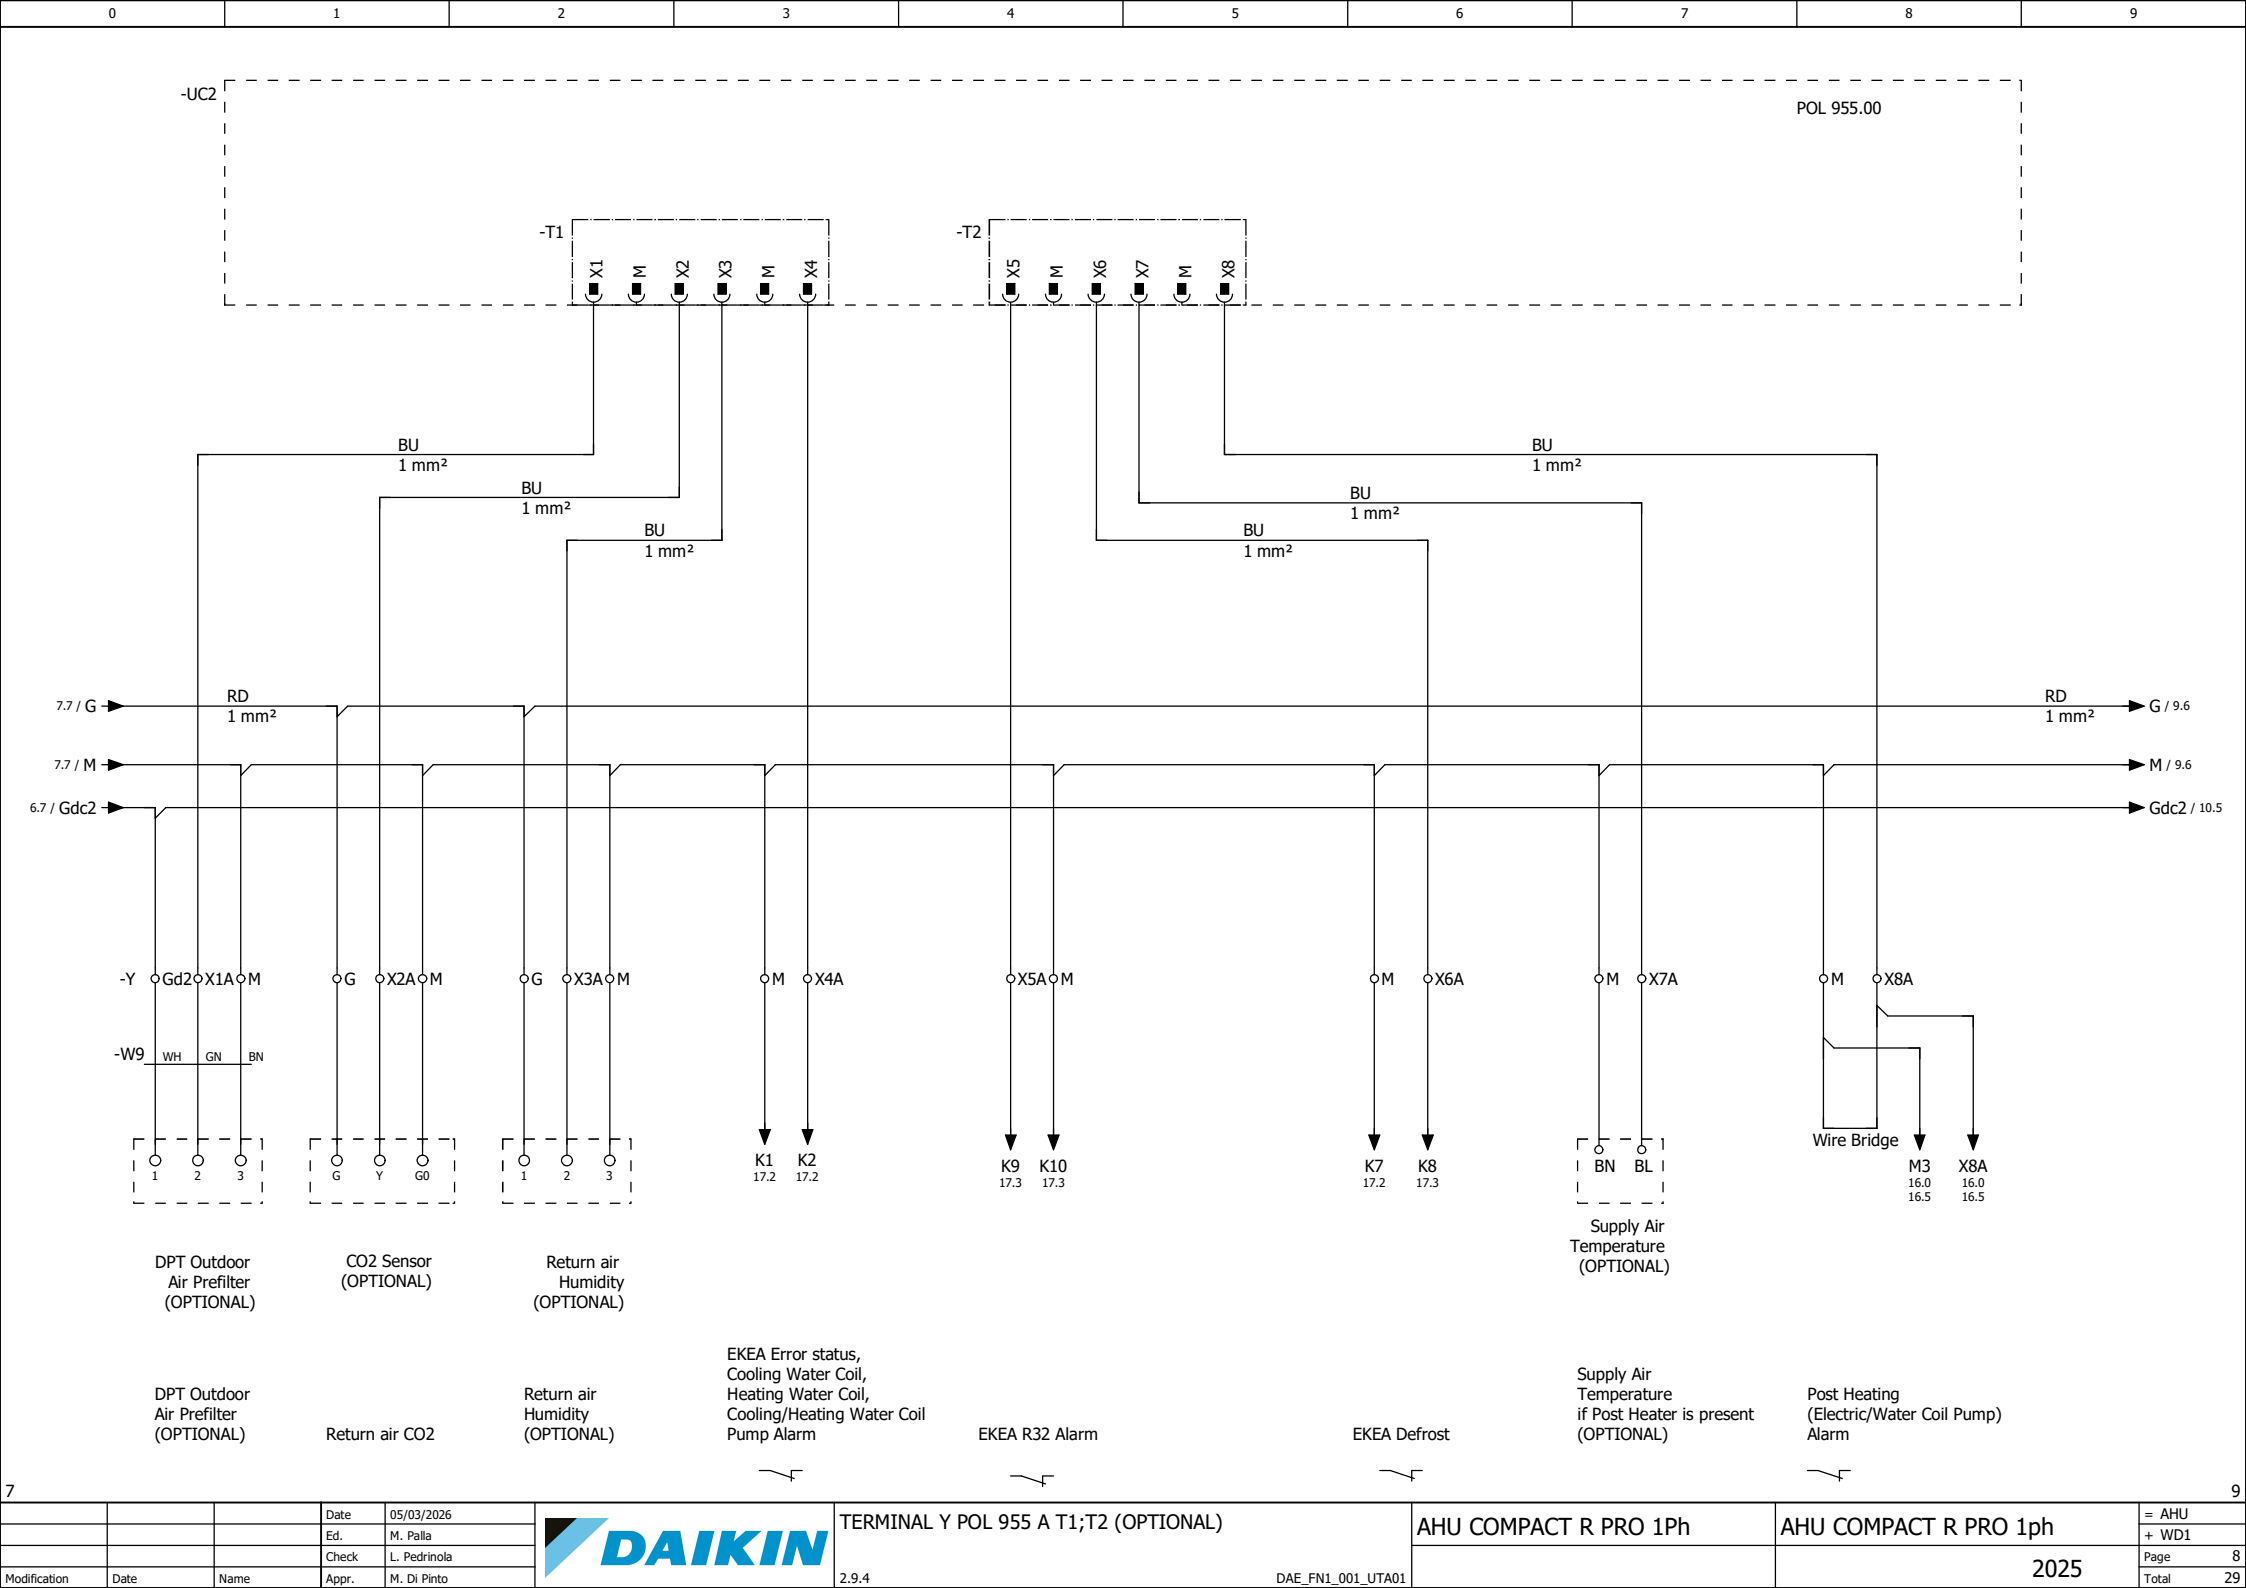 0 1 2 3 4 5 6 7 8 9
-UC2
POL 955.00
-T1
X1 M X2 X3 M X4
-T2
X5 M X6 X7 M X8
BU
1 mm²
BU
1 mm²
BU
1 mm²
BU
1 mm²
BU
1 mm²
BU
1 mm²
7.7 / G
RD
1 mm²
RD
1 mm²
G / 9.6
7.7 / M
M / 9.6
6.7 / Gdc2
Gdc2 / 10.5
-Y Gd2 X1A M G X2A M G X3A M M X4A X5A M M X6A M X7A M X8A
-W9 WH GN BN
1 2 3
G Y G0
1 2 3
K1 K2
17.2 17.2
K9 K10
17.3 17.3
K7 K8
17.2 17.3
BN BL
Wire Bridge
M3 X8A
16.0 16.0
16.5 16.5
DPT Outdoor
Air Prefilter
(OPTIONAL)
CO2 Sensor
(OPTIONAL)
Return air
Humidity
(OPTIONAL)
Supply Air
Temperature
(OPTIONAL)
DPT Outdoor
Air Prefilter
(OPTIONAL)
Return air CO2
Return air
Humidity
(OPTIONAL)
EKEA Error status,
Cooling Water Coil,
Heating Water Coil,
Cooling/Heating Water Coil
Pump Alarm
EKEA R32 Alarm
EKEA Defrost
Supply Air
Temperature
if Post Heater is present
(OPTIONAL)
Post Heating
(Electric/Water Coil Pump)
Alarm
7
9
Modification Date Name
Date 05/03/2026
Ed. M. Palla
Check L. Pedrinola
Appr. M. Di Pinto
DAIKIN
TERMINAL Y POL 955 A T1;T2 (OPTIONAL)
2.9.4
DAE_FN1_001_UTA01
AHU COMPACT R PRO 1Ph
AHU COMPACT R PRO 1ph
2025
= AHU
+ WD1
Page 8
Total 29